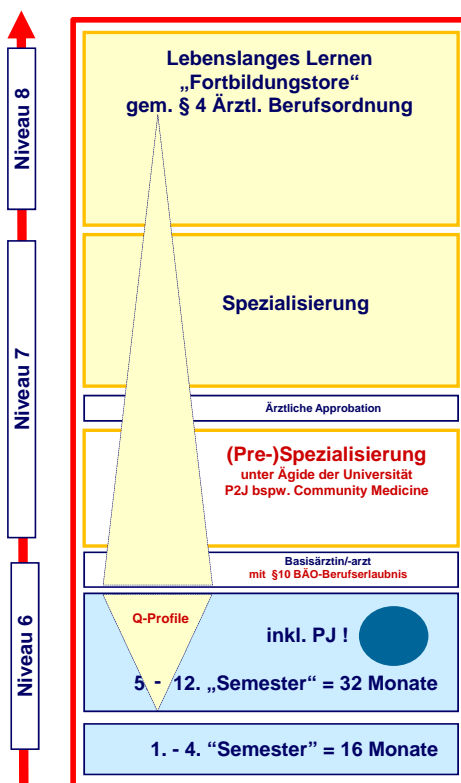 Niveau 8
Lebenslanges Lernen
„Fortbildungstore“
gem. § 4 Ärztl. Berufsordnung
Niveau 7
Spezialisierung
Ärztliche Approbation
(Pre-)Spezialisierung
unter Ägide der Universität
P2J bspw. Community Medicine
Basisärztin/-arzt
mit §10 BÄO-Berufserlaubnis
Niveau 6
Q-Profile
inkl. PJ !
5 - 12. „Semester“ = 32 Monate
1. - 4. “Semester“ = 16 Monate